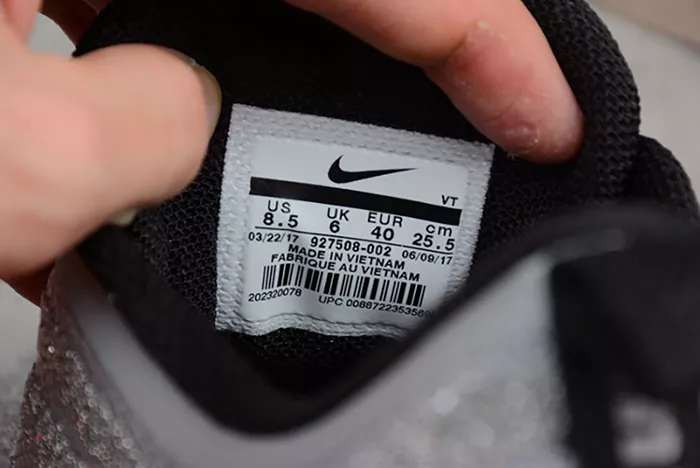 VT
US UK EUR cm
8.5 6 40 25.5
03/22/17 927508-002 06/09/17
MADE IN VIETNAM
FABRIQUE AU VIETNAM
202320078 UPC 00887223535695